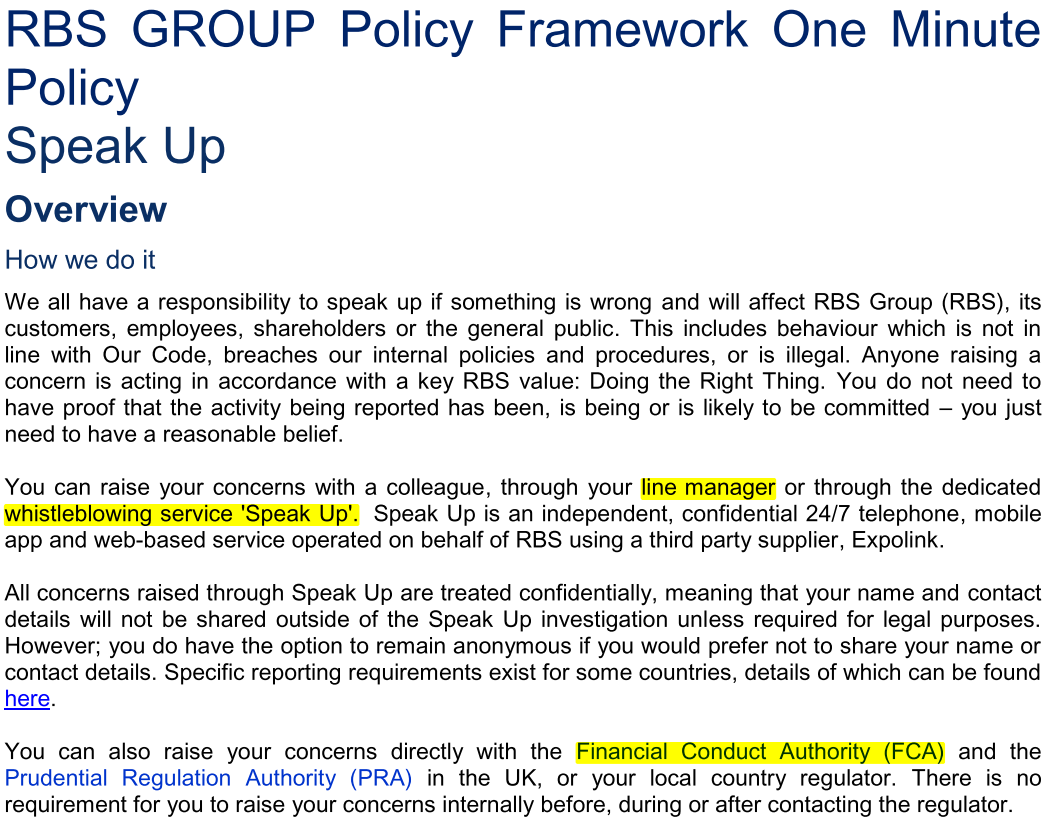 RBS GROUP Policy Framework One Minute
Policy
Speak Up
Overview
How we do it
We all have a responsibility to speak up if something is wrong and will affect RBS Group (RBS), its
customers, employees, shareholders or the general public. This includes behaviour which is not in
line with Our Code, breaches our internal policies and procedures, or is illegal. Anyone raising a
concern is acting in accordance with a key RBS value: Doing the Right Thing. You do not need to
have proof that the activity being reported has been, is being or is likely to be committed – you just
need to have a reasonable belief.
You can raise your concerns with a colleague, through your line manager or through the dedicated
whistleblowing service 'Speak Up'. Speak Up is an independent, confidential 24/7 telephone, mobile
app and web-based service operated on behalf of RBS using a third party supplier, Expolink.
All concerns raised through Speak Up are treated confidentially, meaning that your name and contact
details will not be shared outside of the Speak Up investigation unless required for legal purposes.
However; you do have the option to remain anonymous if you would prefer not to share your name or
contact details. Specific reporting requirements exist for some countries, details of which can be found
here.
You can also raise your concerns directly with the Financial Conduct Authority (FCA) and the
Prudential Regulation Authority (PRA) in the UK, or your local country regulator. There is no
requirement for you to raise your concerns internally before, during or after contacting the regulator.